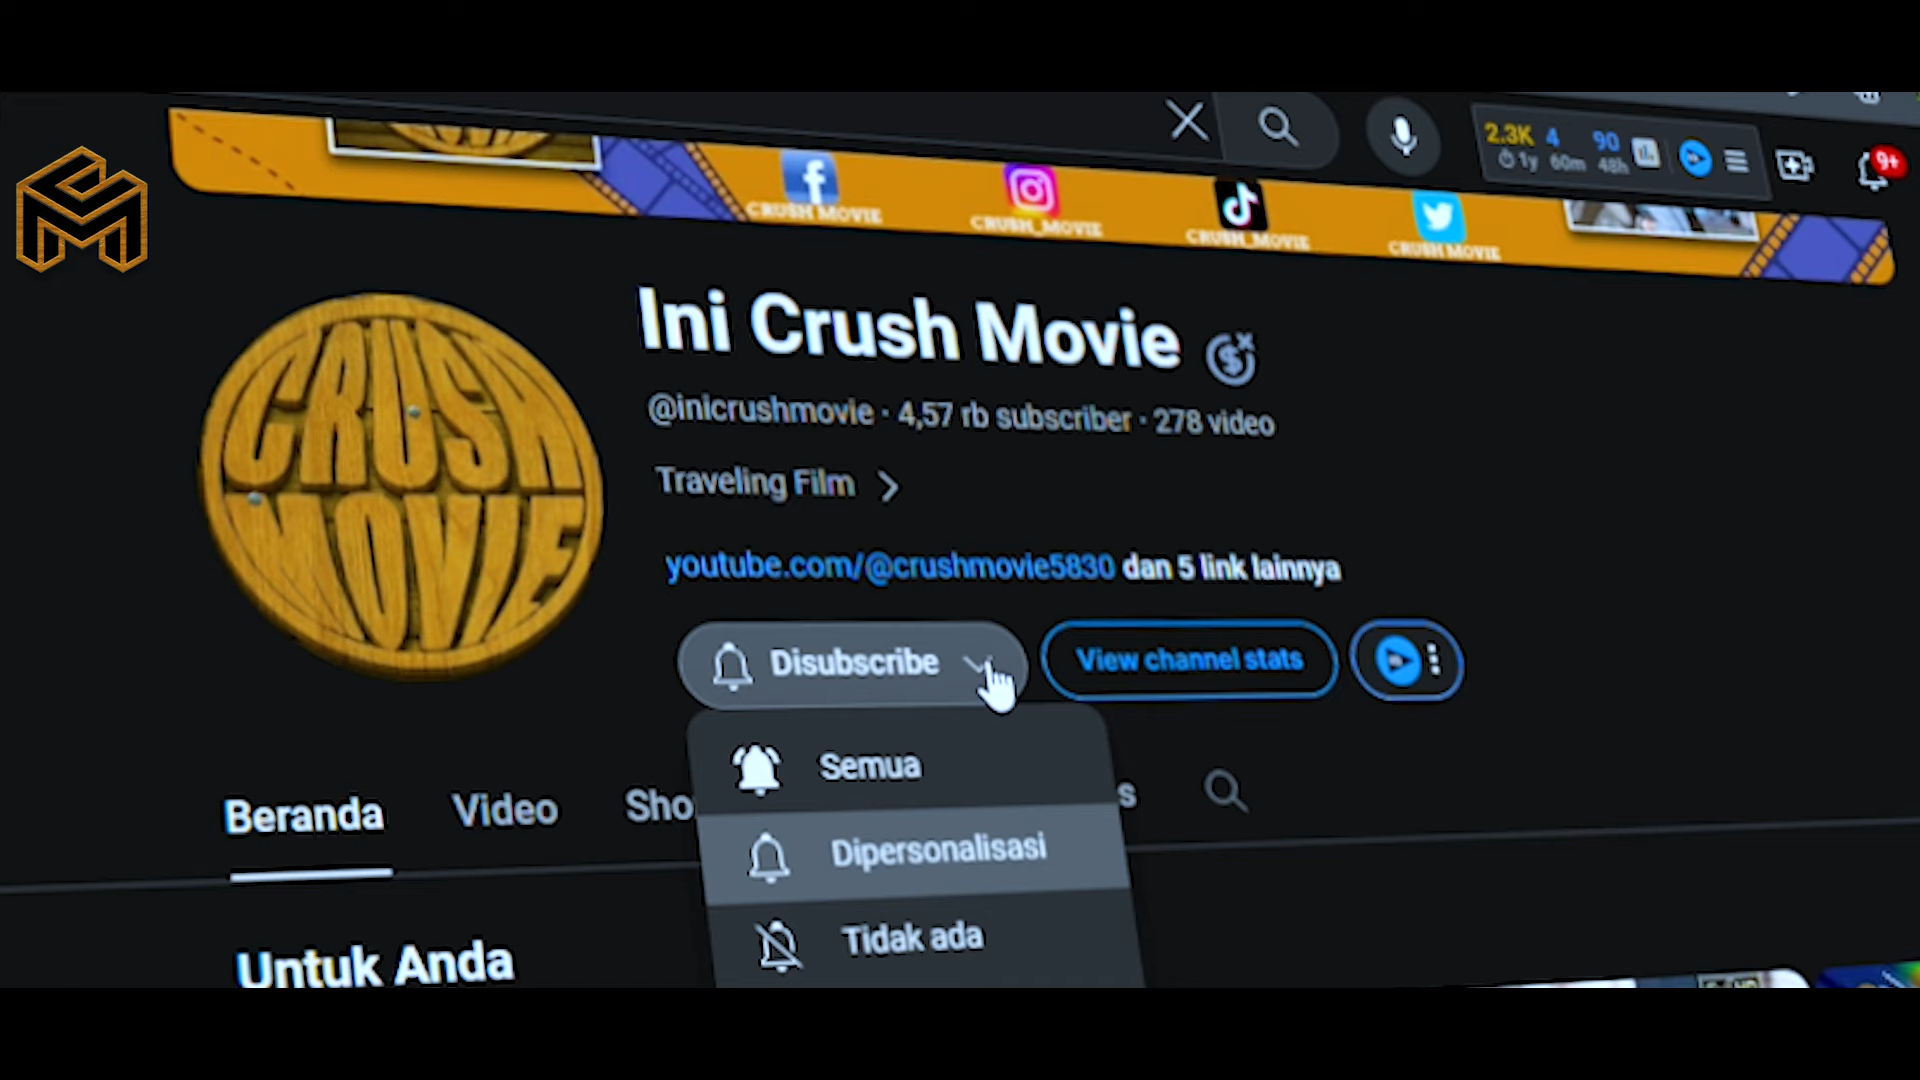 2.3K 4 90
1y 60m 48h
9+
CRUSH MOVIE
CRUSH_MOVIE
CRUSH_MOVIE
CRUSH MOVIE
CRUSH
MOVIE
Ini Crush Movie
@inicrushmovie · 4,57 rb subscriber · 278 video
Traveling Film
youtube.com/@crushmovie5830 dan 5 link lainnya
Disubscribe
View channel stats
Semua
Beranda Video Sho s
Dipersonalisasi
Tidak ada
Untuk Anda